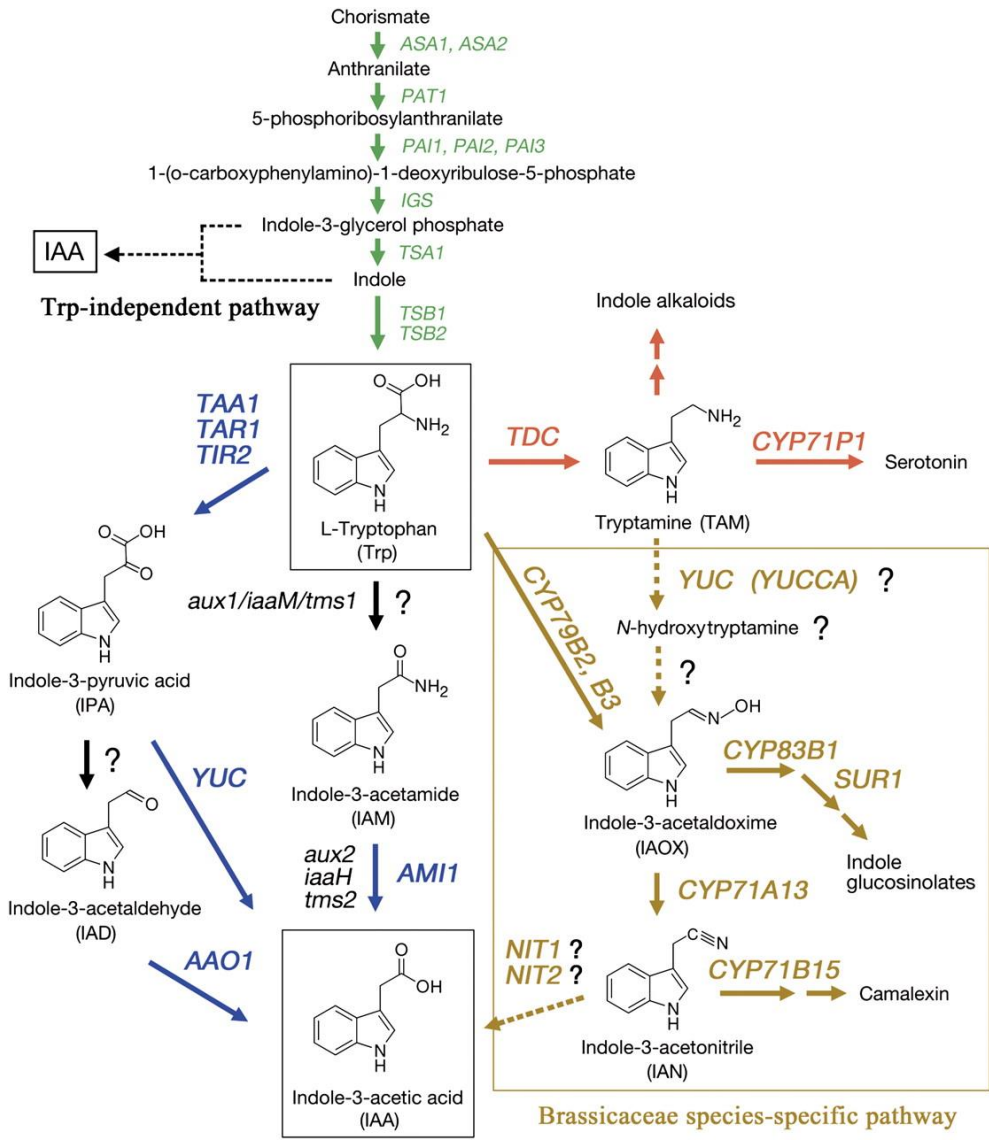 Chorismate
ASA1, ASA2
Anthranilate
PAT1
5-phosphoribosylanthranilate
PAI1, PAI2, PAI3
1-(o-carboxyphenylamino)-1-deoxyribulose-5-phosphate
IGS
Indole-3-glycerol phosphate
IAA
TSA1
Indole
Trp-independent pathway
TSB1
TSB2
Indole alkaloids
TAA1
TAR1
TIR2
O
OH
NH2
N
H
L-Tryptophan
(Trp)
TDC
NH2
N
H
Tryptamine (TAM)
CYP71P1
Serotonin
O
OH
O
N
H
Indole-3-pyruvic acid
(IPA)
aux1/iaaM/tms1
?
CYP79B2, B3
YUC (YUCCA) ?
N-hydroxytryptamine ?
?
O
NH2
N
H
Indole-3-acetamide
(IAM)
?
YUC
O
N
H
Indole-3-acetaldehyde
(IAD)
N
OH
N
H
Indole-3-acetaldoxime
(IAOX)
CYP83B1
SUR1
Indole
glucosinolates
aux2
iaaH
tms2
AMI1
CYP71A13
AAO1
O
OH
N
H
Indole-3-acetic acid
(IAA)
NIT1 ?
NIT2 ?
C
N
N
H
Indole-3-acetonitrile
(IAN)
CYP71B15
Camalexin
Brassicaceae species-specific pathway